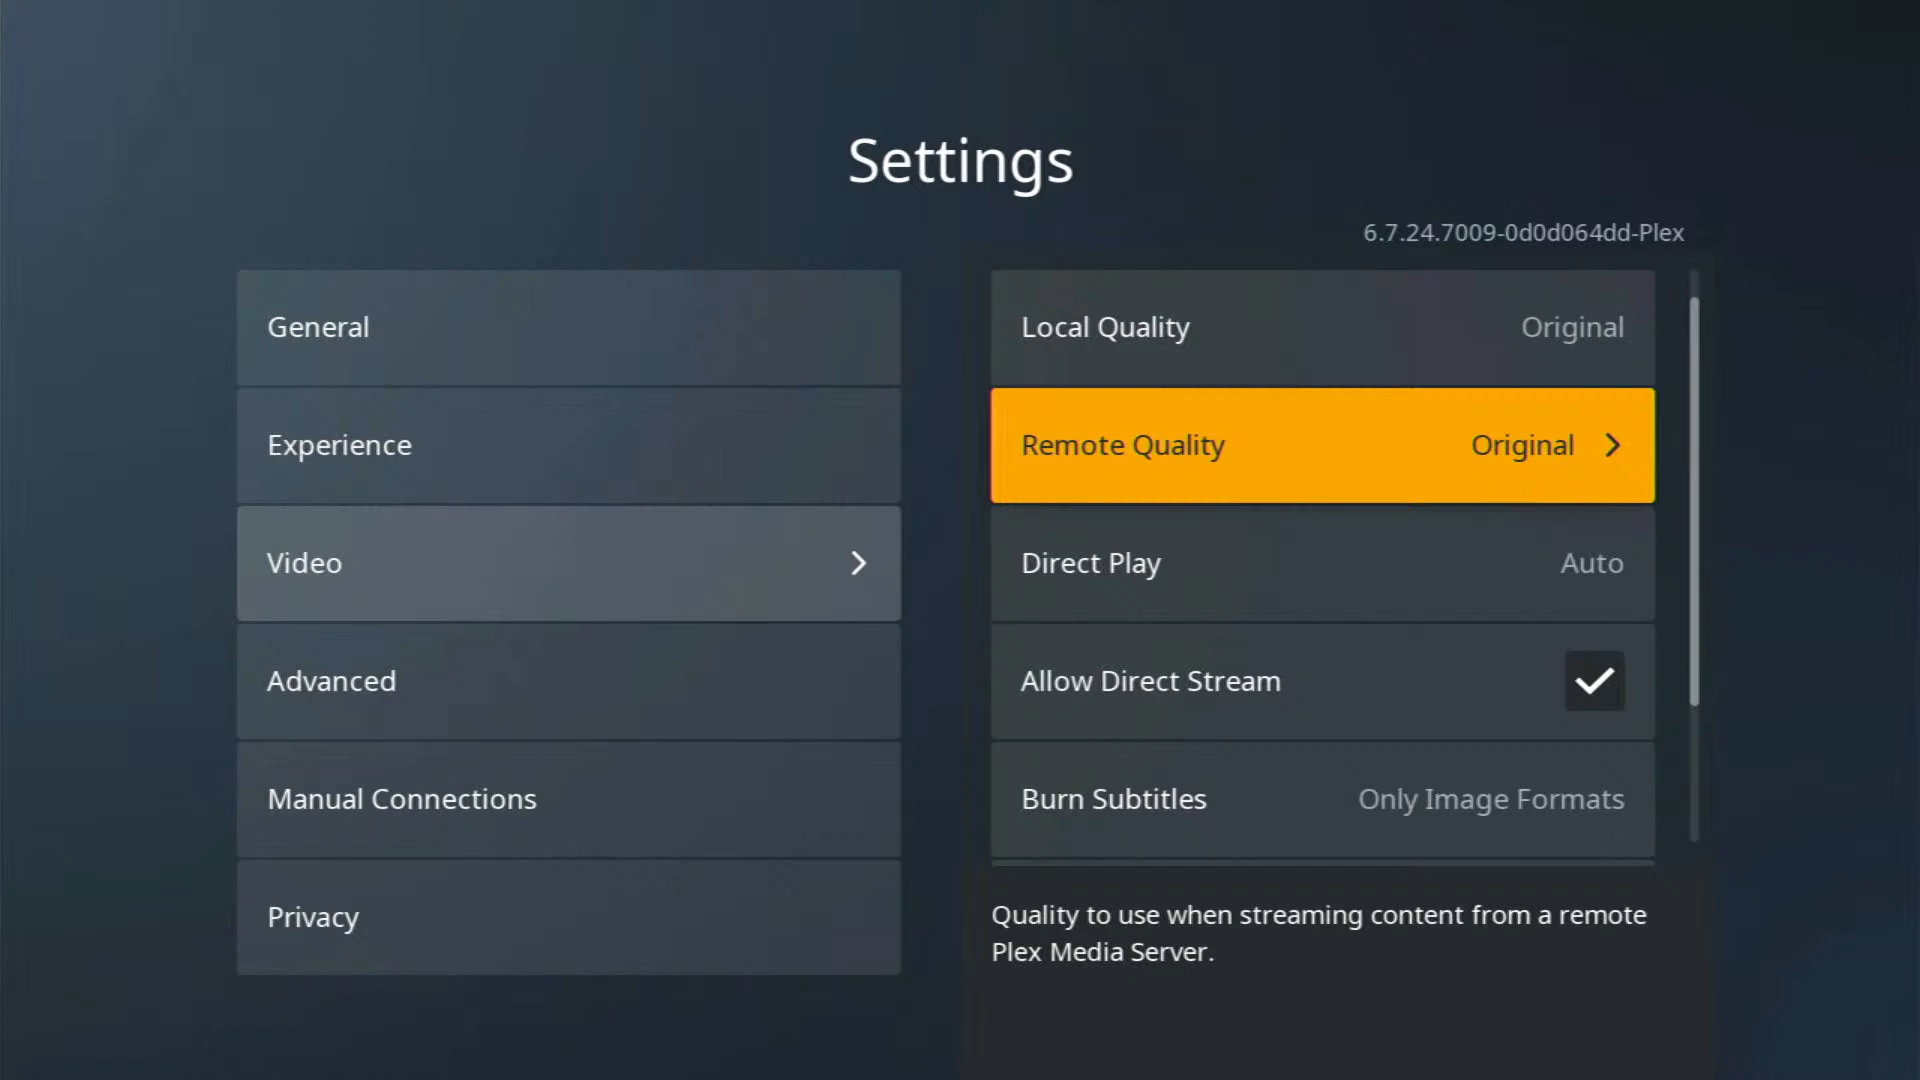 Settings
6.7.24.7009-0d0d064dd-Plex
General
Experience
Video
Advanced
Manual Connections
Privacy
Local Quality Original
Remote Quality Original
Direct Play Auto
Allow Direct Stream
Burn Subtitles Only Image Formats
Quality to use when streaming content from a remote
Plex Media Server.